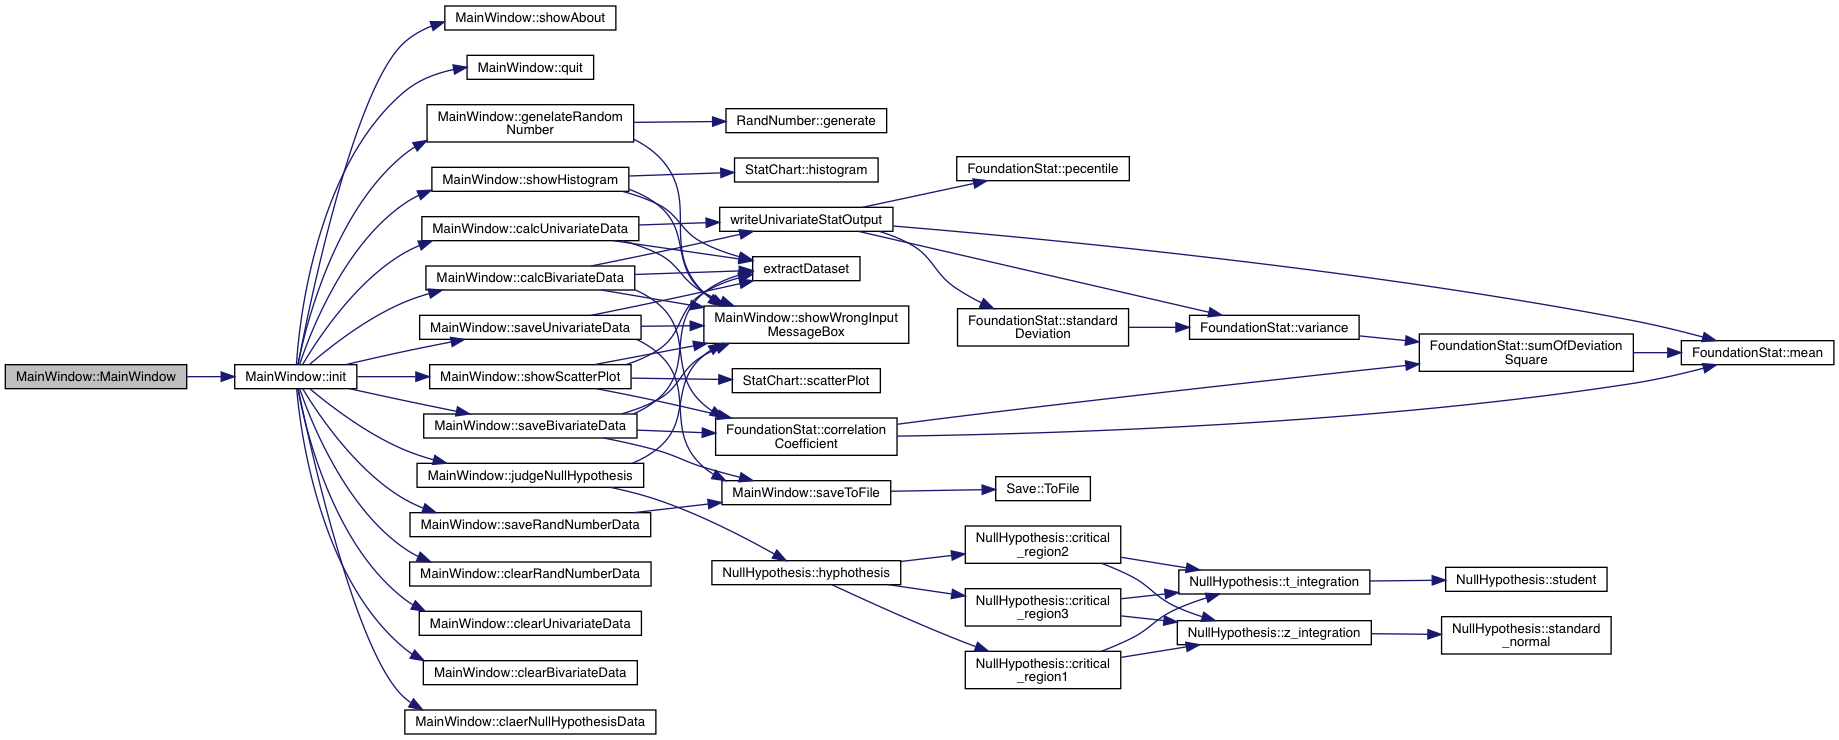 MainWindow::MainWindow
MainWindow::init
MainWindow::showAbout
MainWindow::quit
MainWindow::genelateRandom
Number
MainWindow::showHistogram
MainWindow::calcUnivariateData
MainWindow::calcBivariateData
MainWindow::saveUnivariateData
MainWindow::showScatterPlot
MainWindow::saveBivariateData
MainWindow::judgeNullHypothesis
MainWindow::saveRandNumberData
MainWindow::clearRandNumberData
MainWindow::clearUnivariateData
MainWindow::clearBivariateData
MainWindow::claerNullHypothesisData
RandNumber::generate
StatChart::histogram
writeUnivariateStatOutput
extractDataset
MainWindow::showWrongInput
MessageBox
StatChart::scatterPlot
FoundationStat::correlation
Coefficient
MainWindow::saveToFile
NullHypothesis::hyphothesis
FoundationStat::pecentile
FoundationStat::standard
Deviation
Save::ToFile
NullHypothesis::critical
_region2
NullHypothesis::critical
_region3
NullHypothesis::critical
_region1
FoundationStat::variance
NullHypothesis::t_integration
NullHypothesis::z_integration
FoundationStat::sumOfDeviation
Square
NullHypothesis::student
NullHypothesis::standard
_normal
FoundationStat::mean